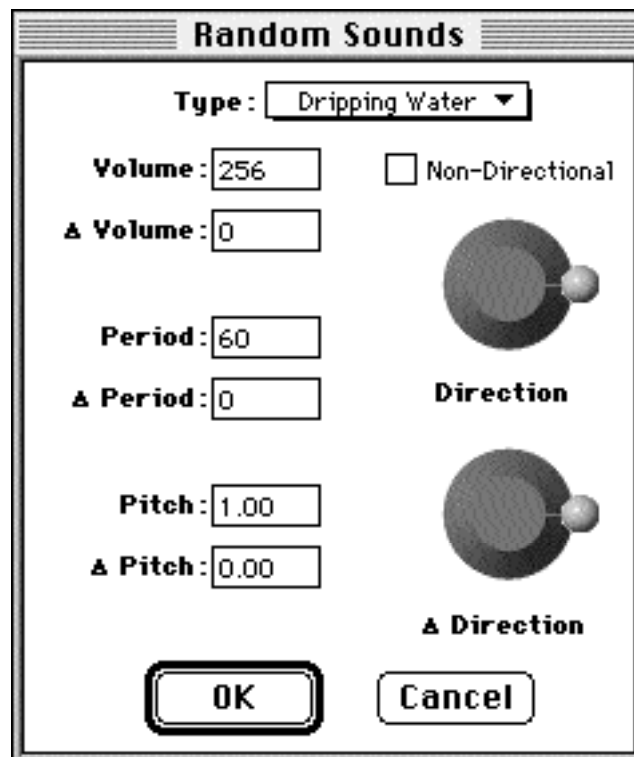 Random Sounds
Type: Dripping Water
Volume: 256
Non-Directional
Δ Volume: 0
Period: 60
Δ Period: 0
Direction
Pitch: 1.00
Δ Pitch: 0.00
Δ Direction
OK Cancel